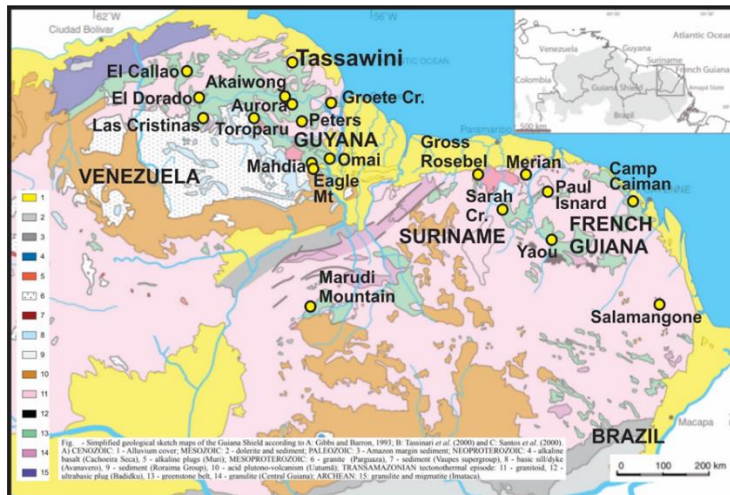 62°W
56°W
Ciudad Bolívar
Atlantic Ocean
Guyana
Venezuela
Suriname
French Guiana
Colombia
Amapá State
Guiana Shield
Brazil
500 km
Tassawini
El Callao
Akaiwong
El Dorado
Aurora
Groete Cr.
Las Cristinas
Toroparu
Peters
GUYANA
Mahdia
Omai
Eagle
Mt
VENEZUELA
Paramaribo
Gross
Rosebel
Merian
Camp
Caiman
Paul
Isnard
Sarah
Cr.
FRENCH
GUIANA
SURINAME
Yaou
Marudi
Mountain
Salamangone
Macapa
BRAZIL
1
2
3
4
5
6
7
8
9
10
11
12
13
14
15
Fig. - Simplified geological sketch maps of the Guiana Shield according to A: Gibbs and Barron, 1993; B: Tassinari et al. (2000) and C: Santos et al. (2000).
A) CENOZOIC: 1 - Alluvium cover; MESOZOIC: 2 - dolerite and sediment; PALEOZOIC: 3 - Amazon margin sediment; NEOPROTEROZOIC: 4 - alkaline
basalt (Cachoeira Seca), 5 - alkaline plugs (Muri); MESOPROTEROZOIC: 6 - granite (Parguaza), 7 - sediment (Vaupes supergroup), 8 - basic sill/dyke
(Avanavero), 9 - sediment (Roraima Group), 10 - acid plutono-volcanism (Uatumã); TRANSAMAZONIAN tectonothermal episode: 11 - granitoid, 12 -
ultrabasic plug (Badidku), 13 - greenstone belt, 14 - granulite (Central Guiana); ARCHEAN: 15: granulite and migmatite (Imataca).
0
200 km